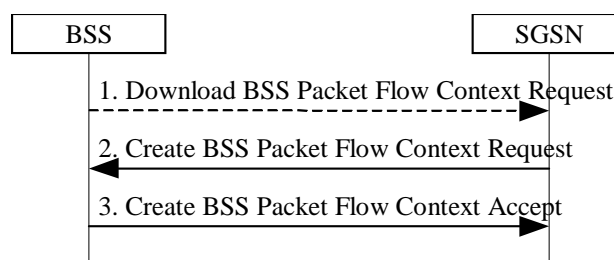 BSS
SGSN
1. Download BSS Packet Flow Context Request
2. Create BSS Packet Flow Context Request
3. Create BSS Packet Flow Context Accept